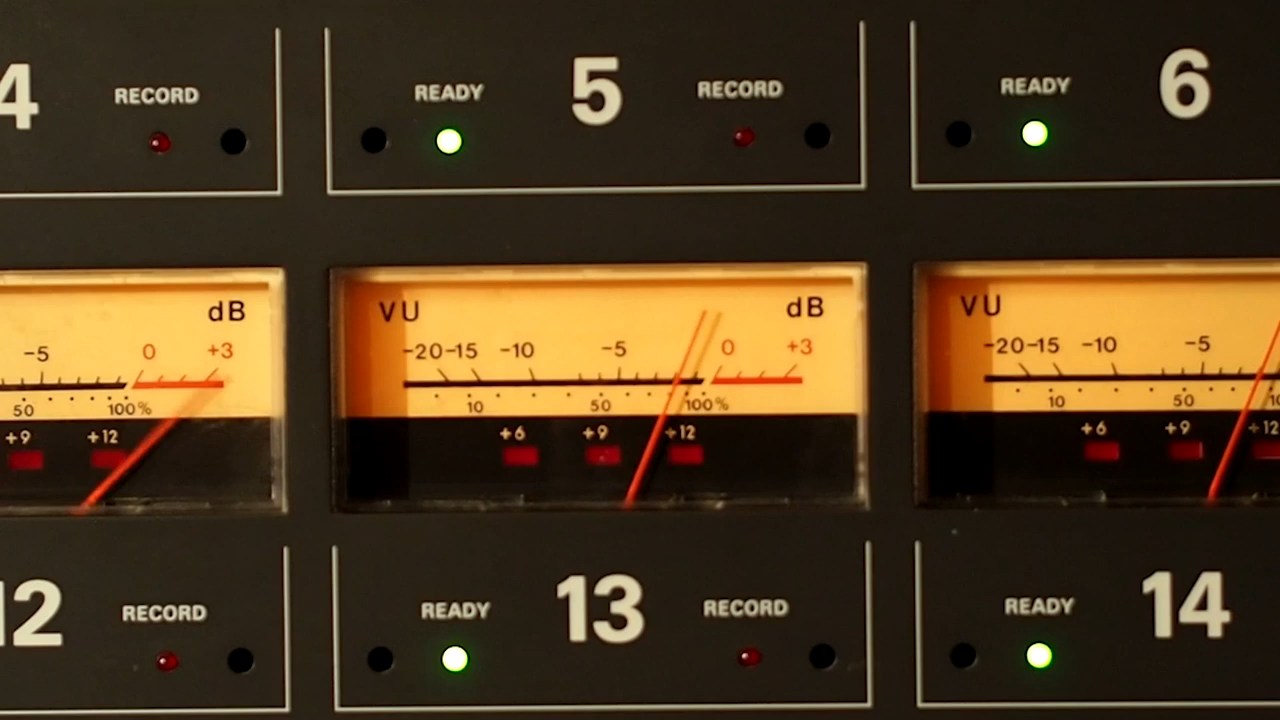 4 RECORD
READY 5 RECORD
READY 6
dB
-5 0 +3
50 100%
+9 +12
VU dB
-20 -15 -10 -5 0 +3
10 50 100%
+6 +9 +12
VU
-20 -15 -10 -5
10 50
+6 +9 +12
12 RECORD
READY 13 RECORD
READY 14